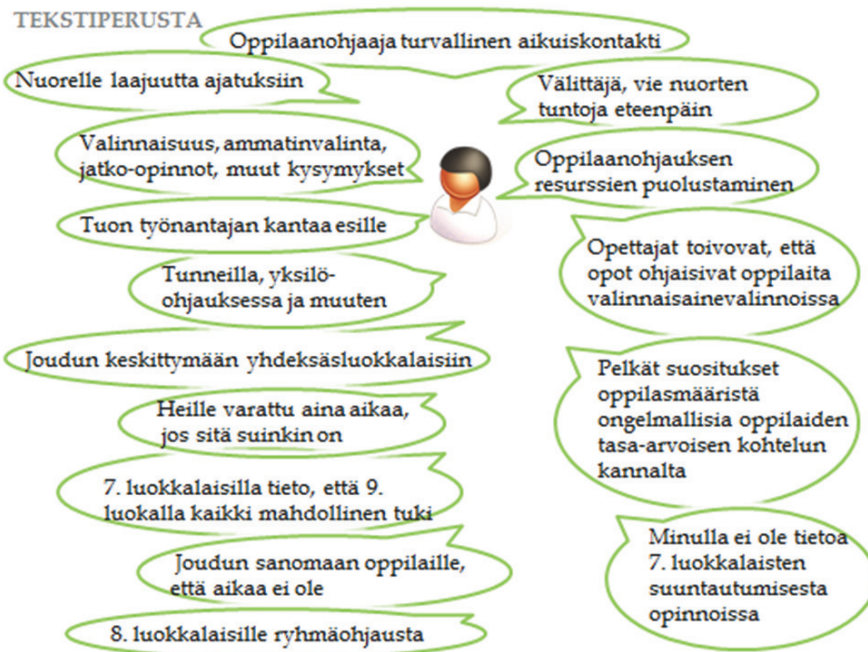 TEKSTIPERUSTA
Oppilaanohjaaja turvallinen aikuiskontakti
Nuorelle laajuutta ajatuksiin
Välittäjä, vie nuorten
tuntoja eteenpäin
Valinnaisuus, ammatinvalinta,
jatko-opinnot, muut kysymykset
Oppilaanohjauksen
resurssien puolustaminen
Tuon työnantajan kantaa esille
Opettajat toivovat, että
opot ohjaisivat oppilaita
valinnaisainevalinnoissa
Tunneilla, yksilö-
ohjauksessa ja muuten
Joudun keskittymään yhdeksäsluokkalaisiin
Pelkät suositukset
oppilasmääristä
ongelmallisia oppilaiden
tasa-arvoisen kohtelun
kannalta
Heille varattu aina aikaa,
jos sitä suinkin on
7. luokkalaisilla tieto, että 9.
luokalla kaikki mahdollinen tuki
Minulla ei ole tietoa
7. luokkalaisten
suuntautumisesta
opinnoissa
Joudun sanomaan oppilaille,
että aikaa ei ole
8. luokkalaisille ryhmäohjausta